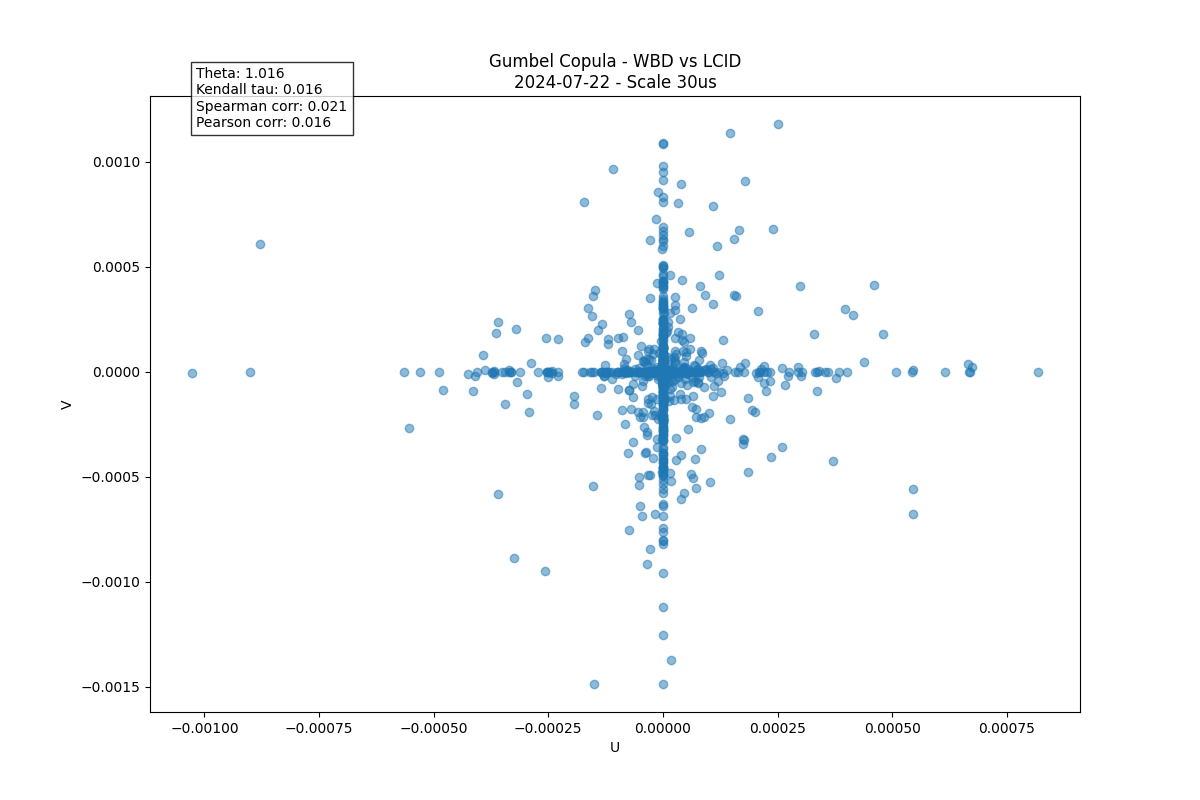 Gumbel Copula - WBD vs LCID
2024-07-22 - Scale 30us
Theta: 1.016
Kendall tau: 0.016
Spearman corr: 0.021
Pearson corr: 0.016
0.0010
0.0005
0.0000
−0.0005
−0.0010
−0.0015
V
−0.00100 −0.00075 −0.00050 −0.00025 0.00000 0.00025 0.00050 0.00075
U